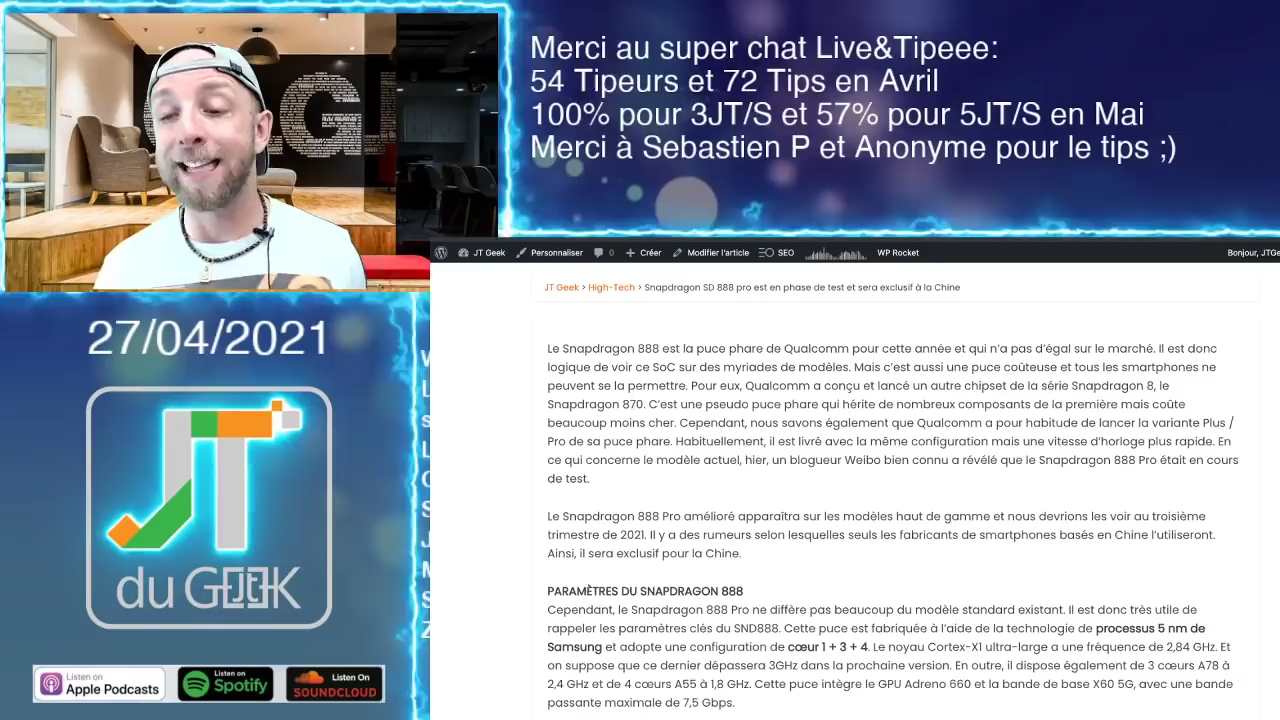 Merci au super chat Live&Tipeee:
54 Tipeurs et 72 Tips en Avril
100% pour 3JT/S et 57% pour 5JT/S en Mai
Merci à Sebastien P et Anonyme pour le tips ;)
JT Geek Personnaliser 0 Créer Modifier l'article SEO WP Rocket Bonjour, JTGe
JT Geek > High-Tech > Snapdragon SD 888 pro est en phase de test et sera exclusif à la Chine
27/04/2021
JT
du GEEK
Listen on
Apple Podcasts
Listen on
Spotify
Listen On
SOUNDCLOUD
Le Snapdragon 888 est la puce phare de Qualcomm pour cette année et qui n'a pas d'égal sur le marché. Il est donc
logique de voir ce SoC sur des myriades de modèles. Mais c'est aussi une puce coûteuse et tous les smartphones ne
peuvent se la permettre. Pour eux, Qualcomm a conçu et lancé un autre chipset de la série Snapdragon 8, le
Snapdragon 870. C'est une pseudo puce phare qui hérite de nombreux composants de la première mais coûte
beaucoup moins cher. Cependant, nous savons également que Qualcomm a pour habitude de lancer la variante Plus /
Pro de sa puce phare. Habituellement, il est livré avec la même configuration mais une vitesse d'horloge plus rapide. En
ce qui concerne le modèle actuel, hier, un blogueur Weibo bien connu a révélé que le Snapdragon 888 Pro était en cours
de test.
Le Snapdragon 888 Pro amélioré apparaîtra sur les modèles haut de gamme et nous devrions les voir au troisième
trimestre de 2021. Il y a des rumeurs selon lesquelles seuls les fabricants de smartphones basés en Chine l'utiliseront.
Ainsi, il sera exclusif pour la Chine.
PARAMÈTRES DU SNAPDRAGON 888
Cependant, le Snapdragon 888 Pro ne diffère pas beaucoup du modèle standard existant. Il est donc très utile de
rappeler les paramètres clés du SND888. Cette puce est fabriquée à l'aide de la technologie de processus 5 nm de
Samsung et adopte une configuration de cœur 1 + 3 + 4. Le noyau Cortex-X1 ultra-large a une fréquence de 2,84 GHz. Et
on suppose que ce dernier dépassera 3GHz dans la prochaine version. En outre, il dispose également de 3 cœurs A78 à
2,4 GHz et de 4 cœurs A55 à 1,8 GHz. Cette puce intègre le GPU Adreno 660 et la bande de base X60 5G, avec une bande
passante maximale de 7,5 Gbps.